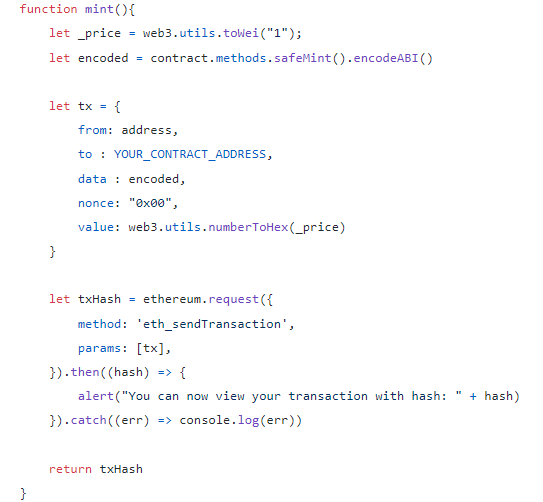 function mint(){
    let _price = web3.utils.toWei("1");
    let encoded = contract.methods.safeMint().encodeABI()
    let tx = {
        from: address,
        to : YOUR_CONTRACT_ADDRESS,
        data : encoded,
        nonce: "0x00",
        value: web3.utils.numberToHex(_price)
    }
    let txHash = ethereum.request({
        method: 'eth_sendTransaction',
        params: [tx],
    }).then((hash) => {
        alert("You can now view your transaction with hash: " + hash)
    }).catch((err) => console.log(err))
    return txHash
}